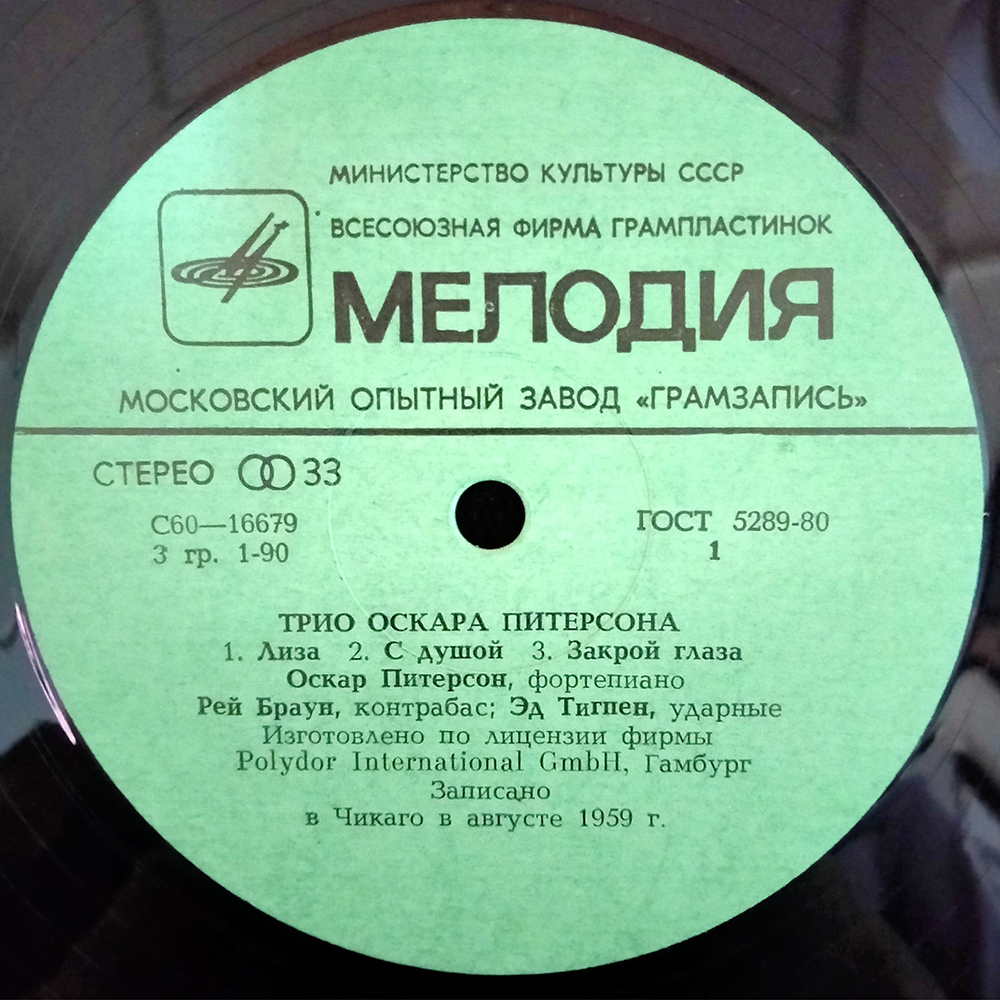 МИНИСТЕРСТВО КУЛЬТУРЫ СССР
ВСЕСОЮЗНАЯ ФИРМА ГРАМПЛАСТИНОК
МЕЛОДИЯ
МОСКОВСКИЙ ОПЫТНЫЙ ЗАВОД «ГРАМЗАПИСЬ»
СТЕРЕО 33
С60—16679
ГОСТ 5289-80
3 гр. 1-90
1
ТРИО ОСКАРА ПИТЕРСОНА
1. Лиза 2. С душой 3. Закрой глаза
Оскар Питерсон, фортепиано
Рей Браун, контрабас; Эд Тигпен, ударные
Изготовлено по лицензии фирмы
Polydor International GmbH, Гамбург
Записано
в Чикаго в августе 1959 г.